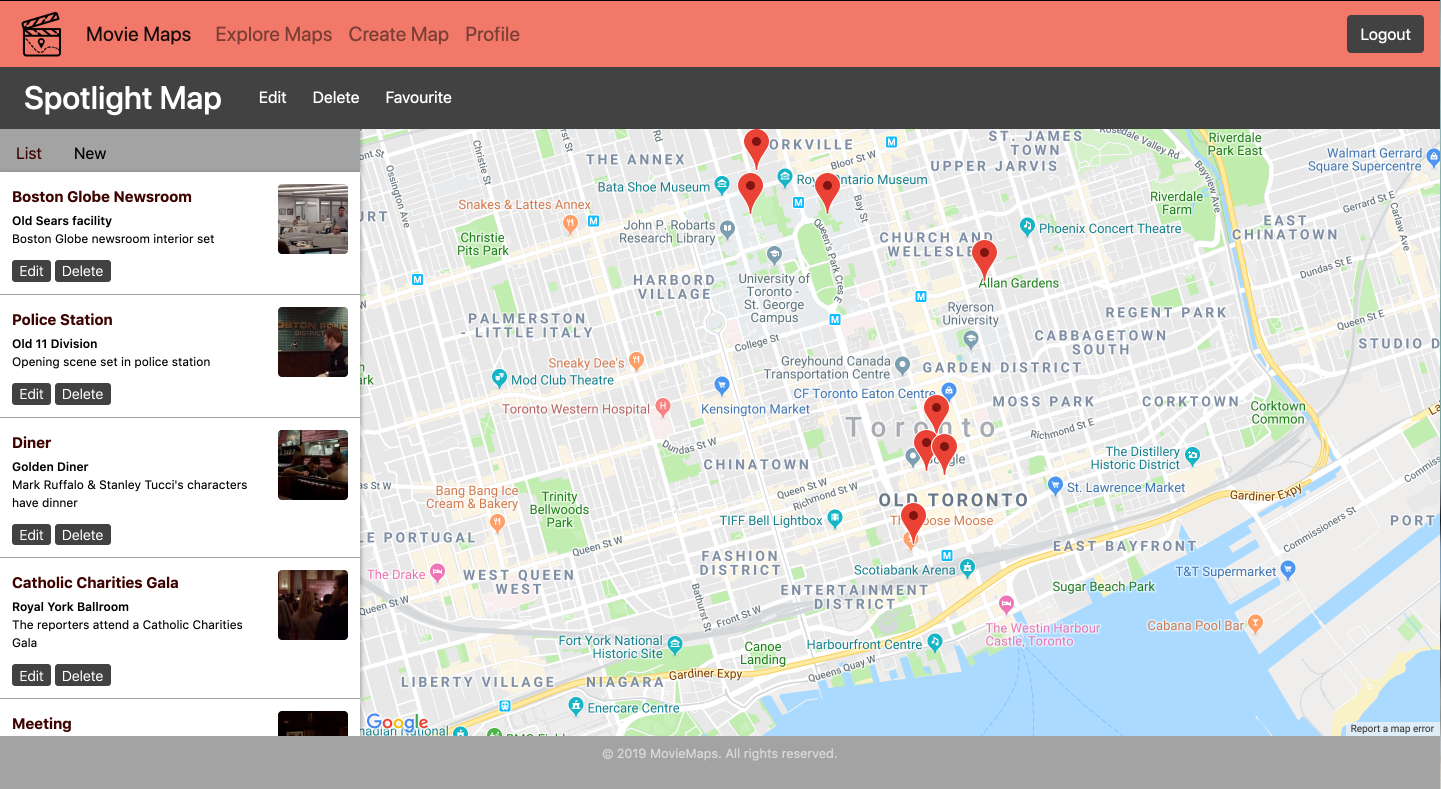 Movie Maps
Explore Maps
Create Map
Profile
Logout
Spotlight Map
Edit
Delete
Favourite
List
New
Boston Globe Newsroom
Old Sears facility
Boston Globe newsroom interior set
Edit
Delete
Police Station
Old 11 Division
Opening scene set in police station
Edit
Delete
Diner
Golden Diner
Mark Ruffalo & Stanley Tucci's characters
have dinner
Edit
Delete
Catholic Charities Gala
Royal York Ballroom
The reporters attend a Catholic Charities
Gala
Edit
Delete
Meeting
THE ANNEX
ORKVILLE
Bloor St W
ST. JAMES
TOWN
UPPER JARVIS
Rosedale Valley Rd
Riverdale
Park East
Bayview Ave
Walmart Gerrard
Square Supercentre
Christie St
Ossington Ave
Bata Shoe Museum
Ontario Museum
Bay St
Riverdale
Farm
Gerrard St E
Carlaw Ave
Snakes & Lattes Annex
John P. Robarts
Research Library
Queen's Park Cres E
CHURCH AND
WELLESLEY
Phoenix Concert Theatre
EAST
CHINATOWN
Dundas St E
Christie
Pits Park
HARBORD
VILLAGE
University of
Toronto -
St. George
Campus
Allan Gardens
Ryerson
University
REGENT PARK
Queen St E
PALMERSTON
- LITTLE ITALY
College St
CABBAGETOWN
SOUTH
STUDIO D
Sneaky Dee's
Mod Club Theatre
Greyhound Canada
Transportation Centre
GARDEN DISTRICT
CF Toronto Eaton Centre
MOSS PARK
CORKTOWN
Corktown
Common
Toronto Western Hospital
Kensington Market
Toronto
Richmond St E
Dundas St W
CHINATOWN
The Distillery
Historic District
Queen St W
Richmond St W
Bang Bang Ice
Cream & Bakery
Trinity
Bellwoods
Park
OLD TORONTO
St. Lawrence Market
Gardiner Expy
TIFF Bell Lightbox
oose Moose
Commissioners St
PORT
LE PORTUGAL
Queen St W
FASHION
DISTRICT
EAST BAYFRONT
The Drake
WEST QUEEN
WEST
Queen St W
Scotiabank Arena
ENTERTAINMENT
DISTRICT
Sugar Beach Park
T&T Supermarket
Bathurst St
Front St W
The Westin Harbour
Castle, Toronto
Cabana Pool Bar
Fort York National
Historic Site
Canoe
Landing
Harbourfront Centre
Queens Quay W
Gardiner Expy
LIBERTY VILLAGE
NIAGARA
Enercare Centre
Google
Report a map error
© 2019 MovieMaps. All rights reserved.